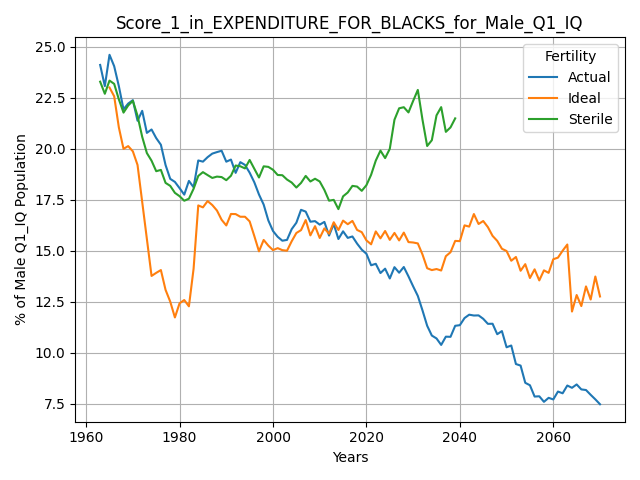 Score_1_in_EXPENDITURE_FOR_BLACKS_for_Male_Q1_IQ
Fertility
Actual
Ideal
Sterile
% of Male Q1_IQ Population
25.0
22.5
20.0
17.5
15.0
12.5
10.0
7.5
1960 1980 2000 2020 2040 2060
Years